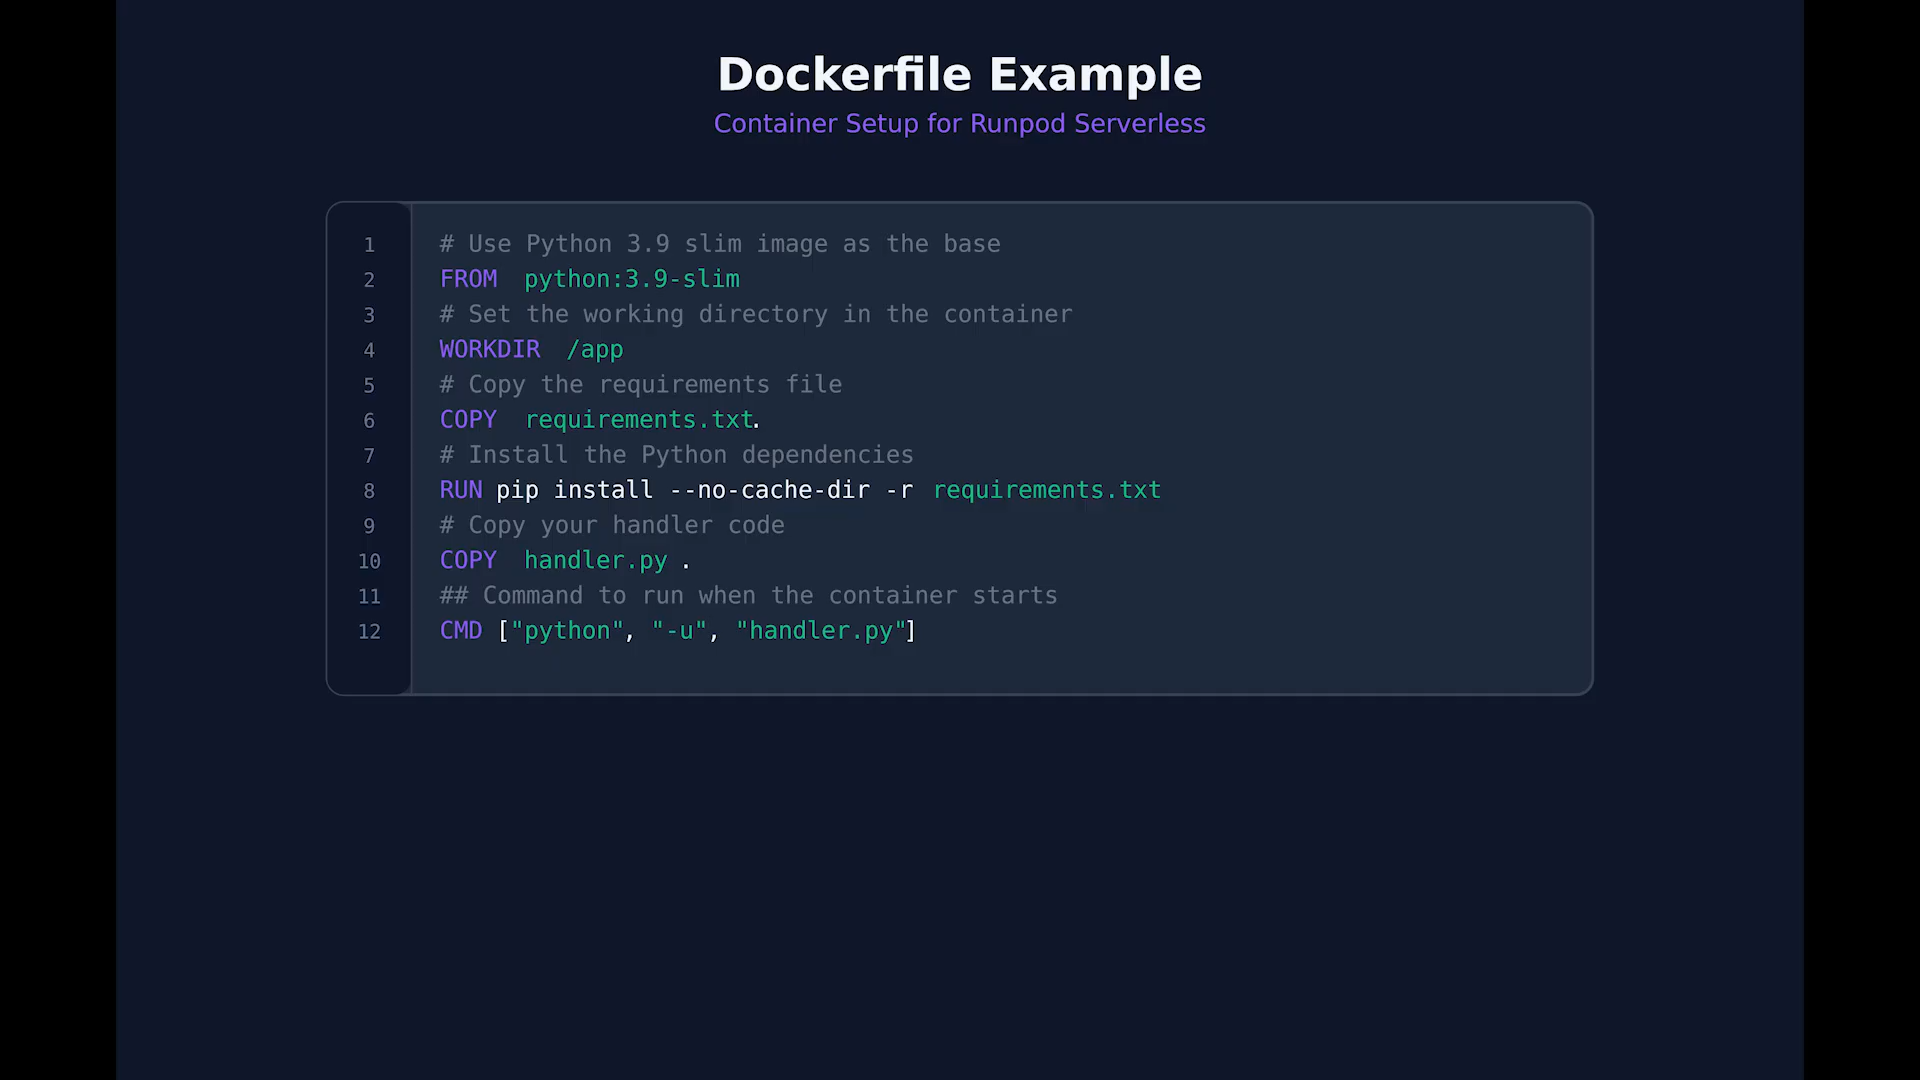 Dockerfile Example
Container Setup for Runpod Serverless
1 # Use Python 3.9 slim image as the base
2 FROM python:3.9-slim
3 # Set the working directory in the container
4 WORKDIR /app
5 # Copy the requirements file
6 COPY requirements.txt.
7 # Install the Python dependencies
8 RUN pip install --no-cache-dir -r requirements.txt
9 # Copy your handler code
10 COPY handler.py .
11 ## Command to run when the container starts
12 CMD ["python", "-u", "handler.py"]